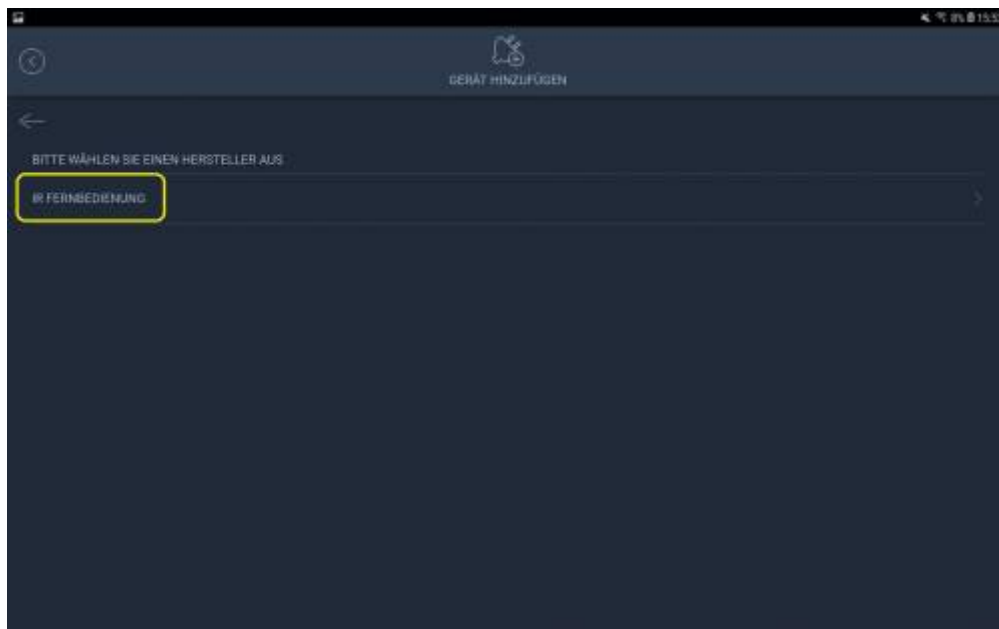 GERÄT HINZUFÜGEN
BITTE WÄHLEN SIE EINEN HERSTELLER AUS
IR FERNBEDIENUNG